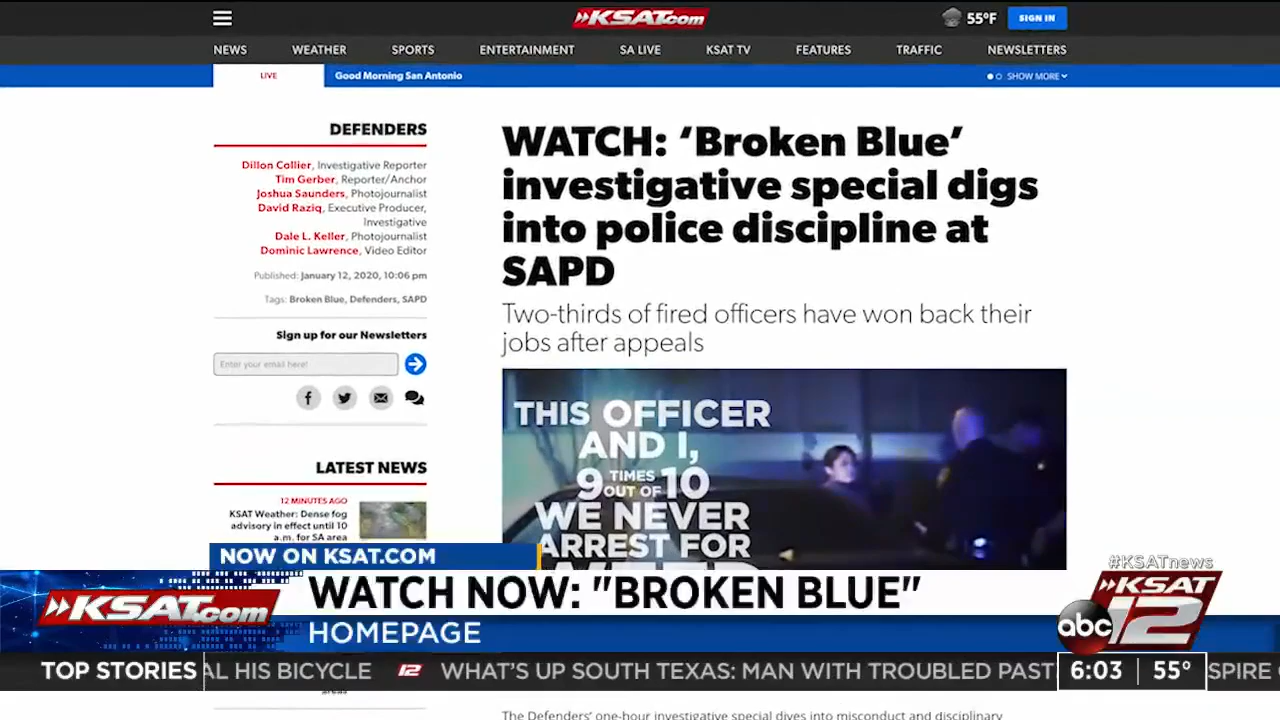 KSAT.com
55°F
SIGN IN
NEWS
WEATHER
SPORTS
ENTERTAINMENT
SA LIVE
KSAT TV
FEATURES
TRAFFIC
NEWSLETTERS
LIVE
Good Morning San Antonio
SHOW MORE
DEFENDERS
Dillon Collier, Investigative Reporter
Tim Gerber, Reporter/Anchor
Joshua Saunders, Photojournalist
David Raziq, Executive Producer,
Investigative
Dale L. Keller, Photojournalist
Dominic Lawrence, Video Editor
Published: January 12, 2020, 10:06 pm
Tags: Broken Blue, Defenders, SAPD
Sign up for our Newsletters
Enter your email here!
LATEST NEWS
12 MINUTES AGO
KSAT Weather: Dense fog
advisory in effect until 10
a.m. for SA area
WATCH: ‘Broken Blue’
investigative special digs
into police discipline at
SAPD
Two-thirds of fired officers have won back their
jobs after appeals
THIS OFFICER
AND I,
9 TIMES OUT OF 10
WE NEVER
ARREST FOR
NOW ON KSAT.COM
KSAT.com
WATCH NOW: "BROKEN BLUE"
HOMEPAGE
#KSATnews
KSAT
abc 12
TOP STORIES
AL HIS BICYCLE 12 WHAT'S UP SOUTH TEXAS: MAN WITH TROUBLED PAST
6:03 55°
SPIRE
The Defenders’ one-hour investigative special dives into misconduct and disciplinary